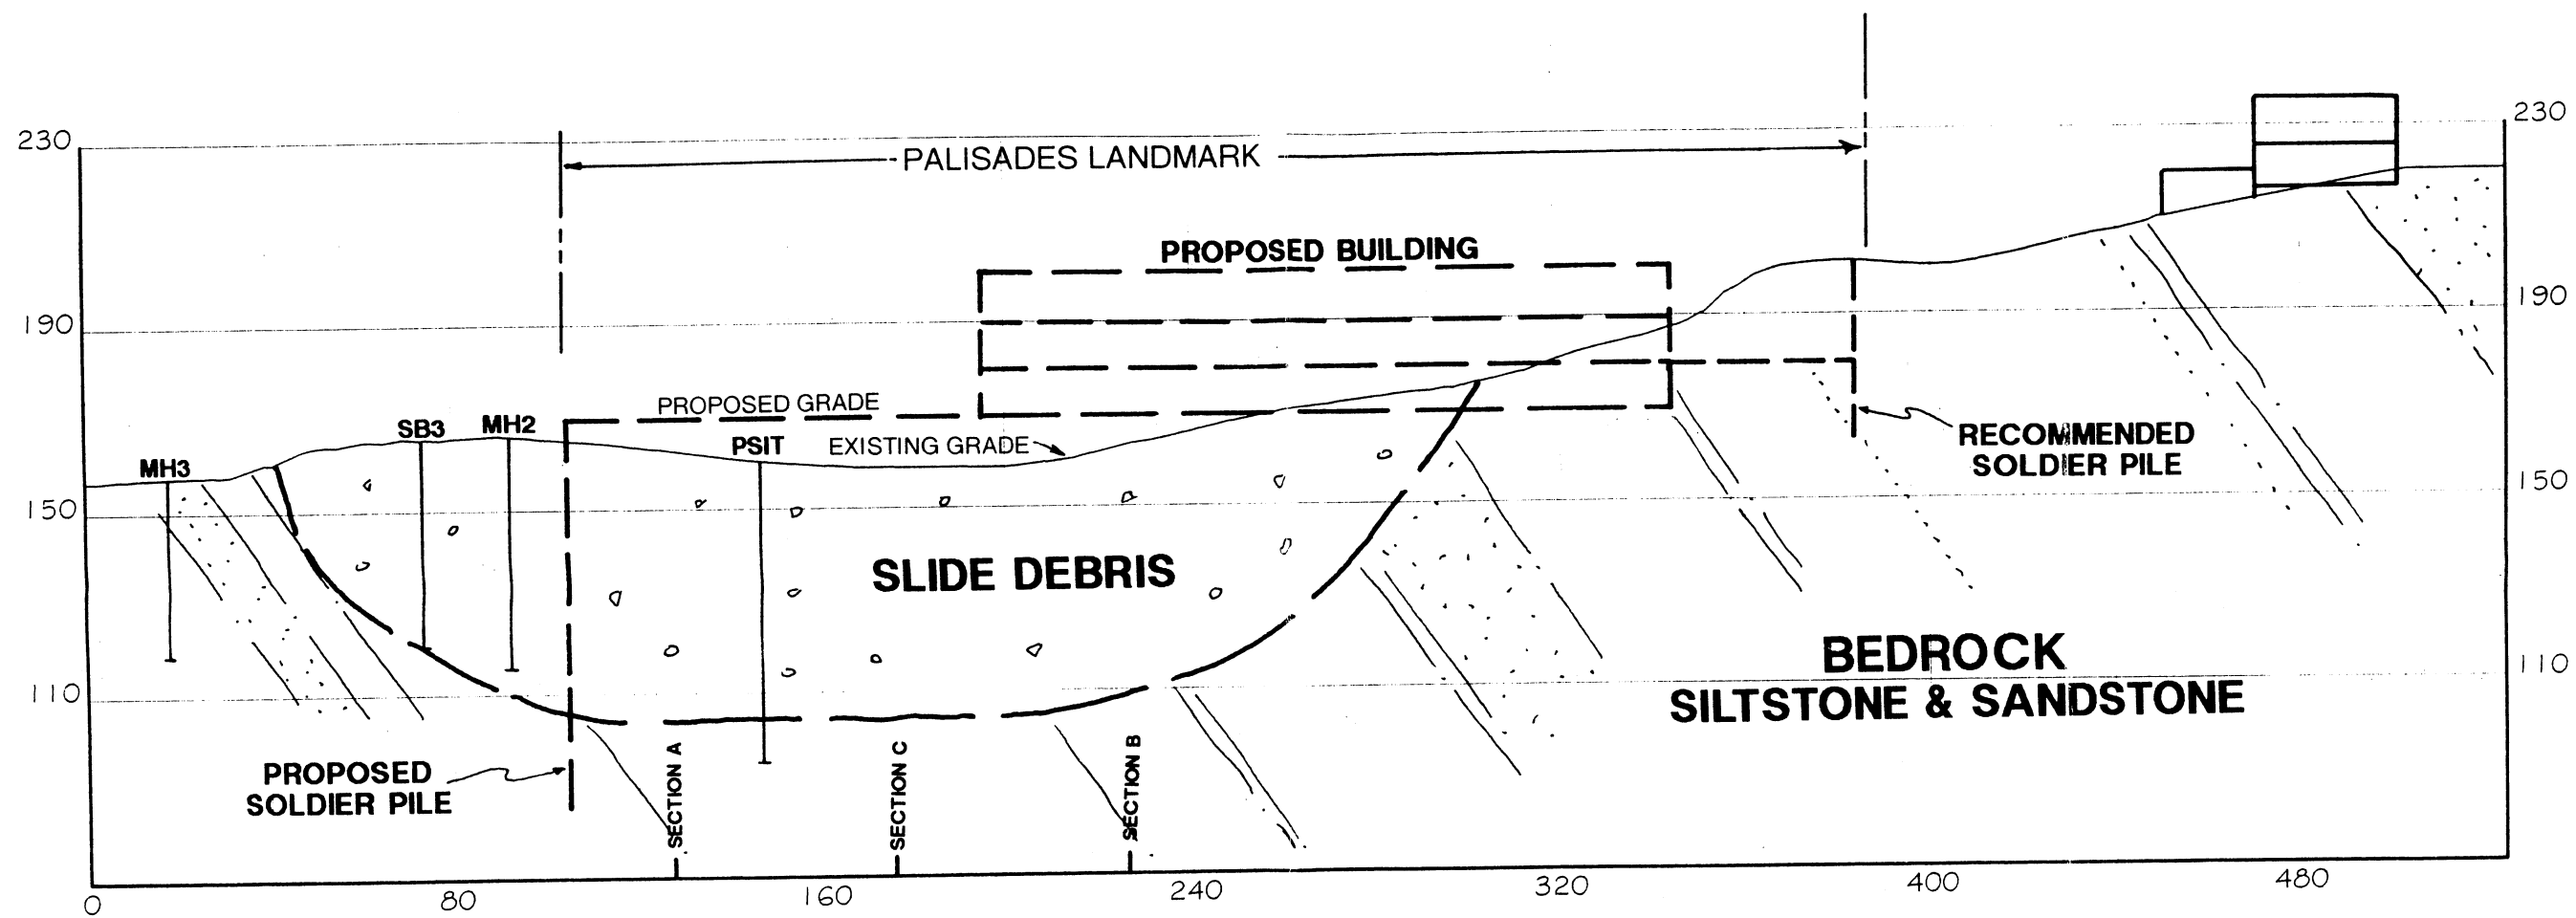 230
230
PALISADES LANDMARK
PROPOSED BUILDING
190
190
PROPOSED GRADE
SB3
MH2
PSIT
EXISTING GRADE
MH3
RECOMMENDED
SOLDIER PILE
150
150
SLIDE DEBRIS
BEDROCK
SILTSTONE & SANDSTONE
110
110
PROPOSED
SOLDIER PILE
SECTION A
SECTION C
SECTION B
0
80
160
240
320
400
480